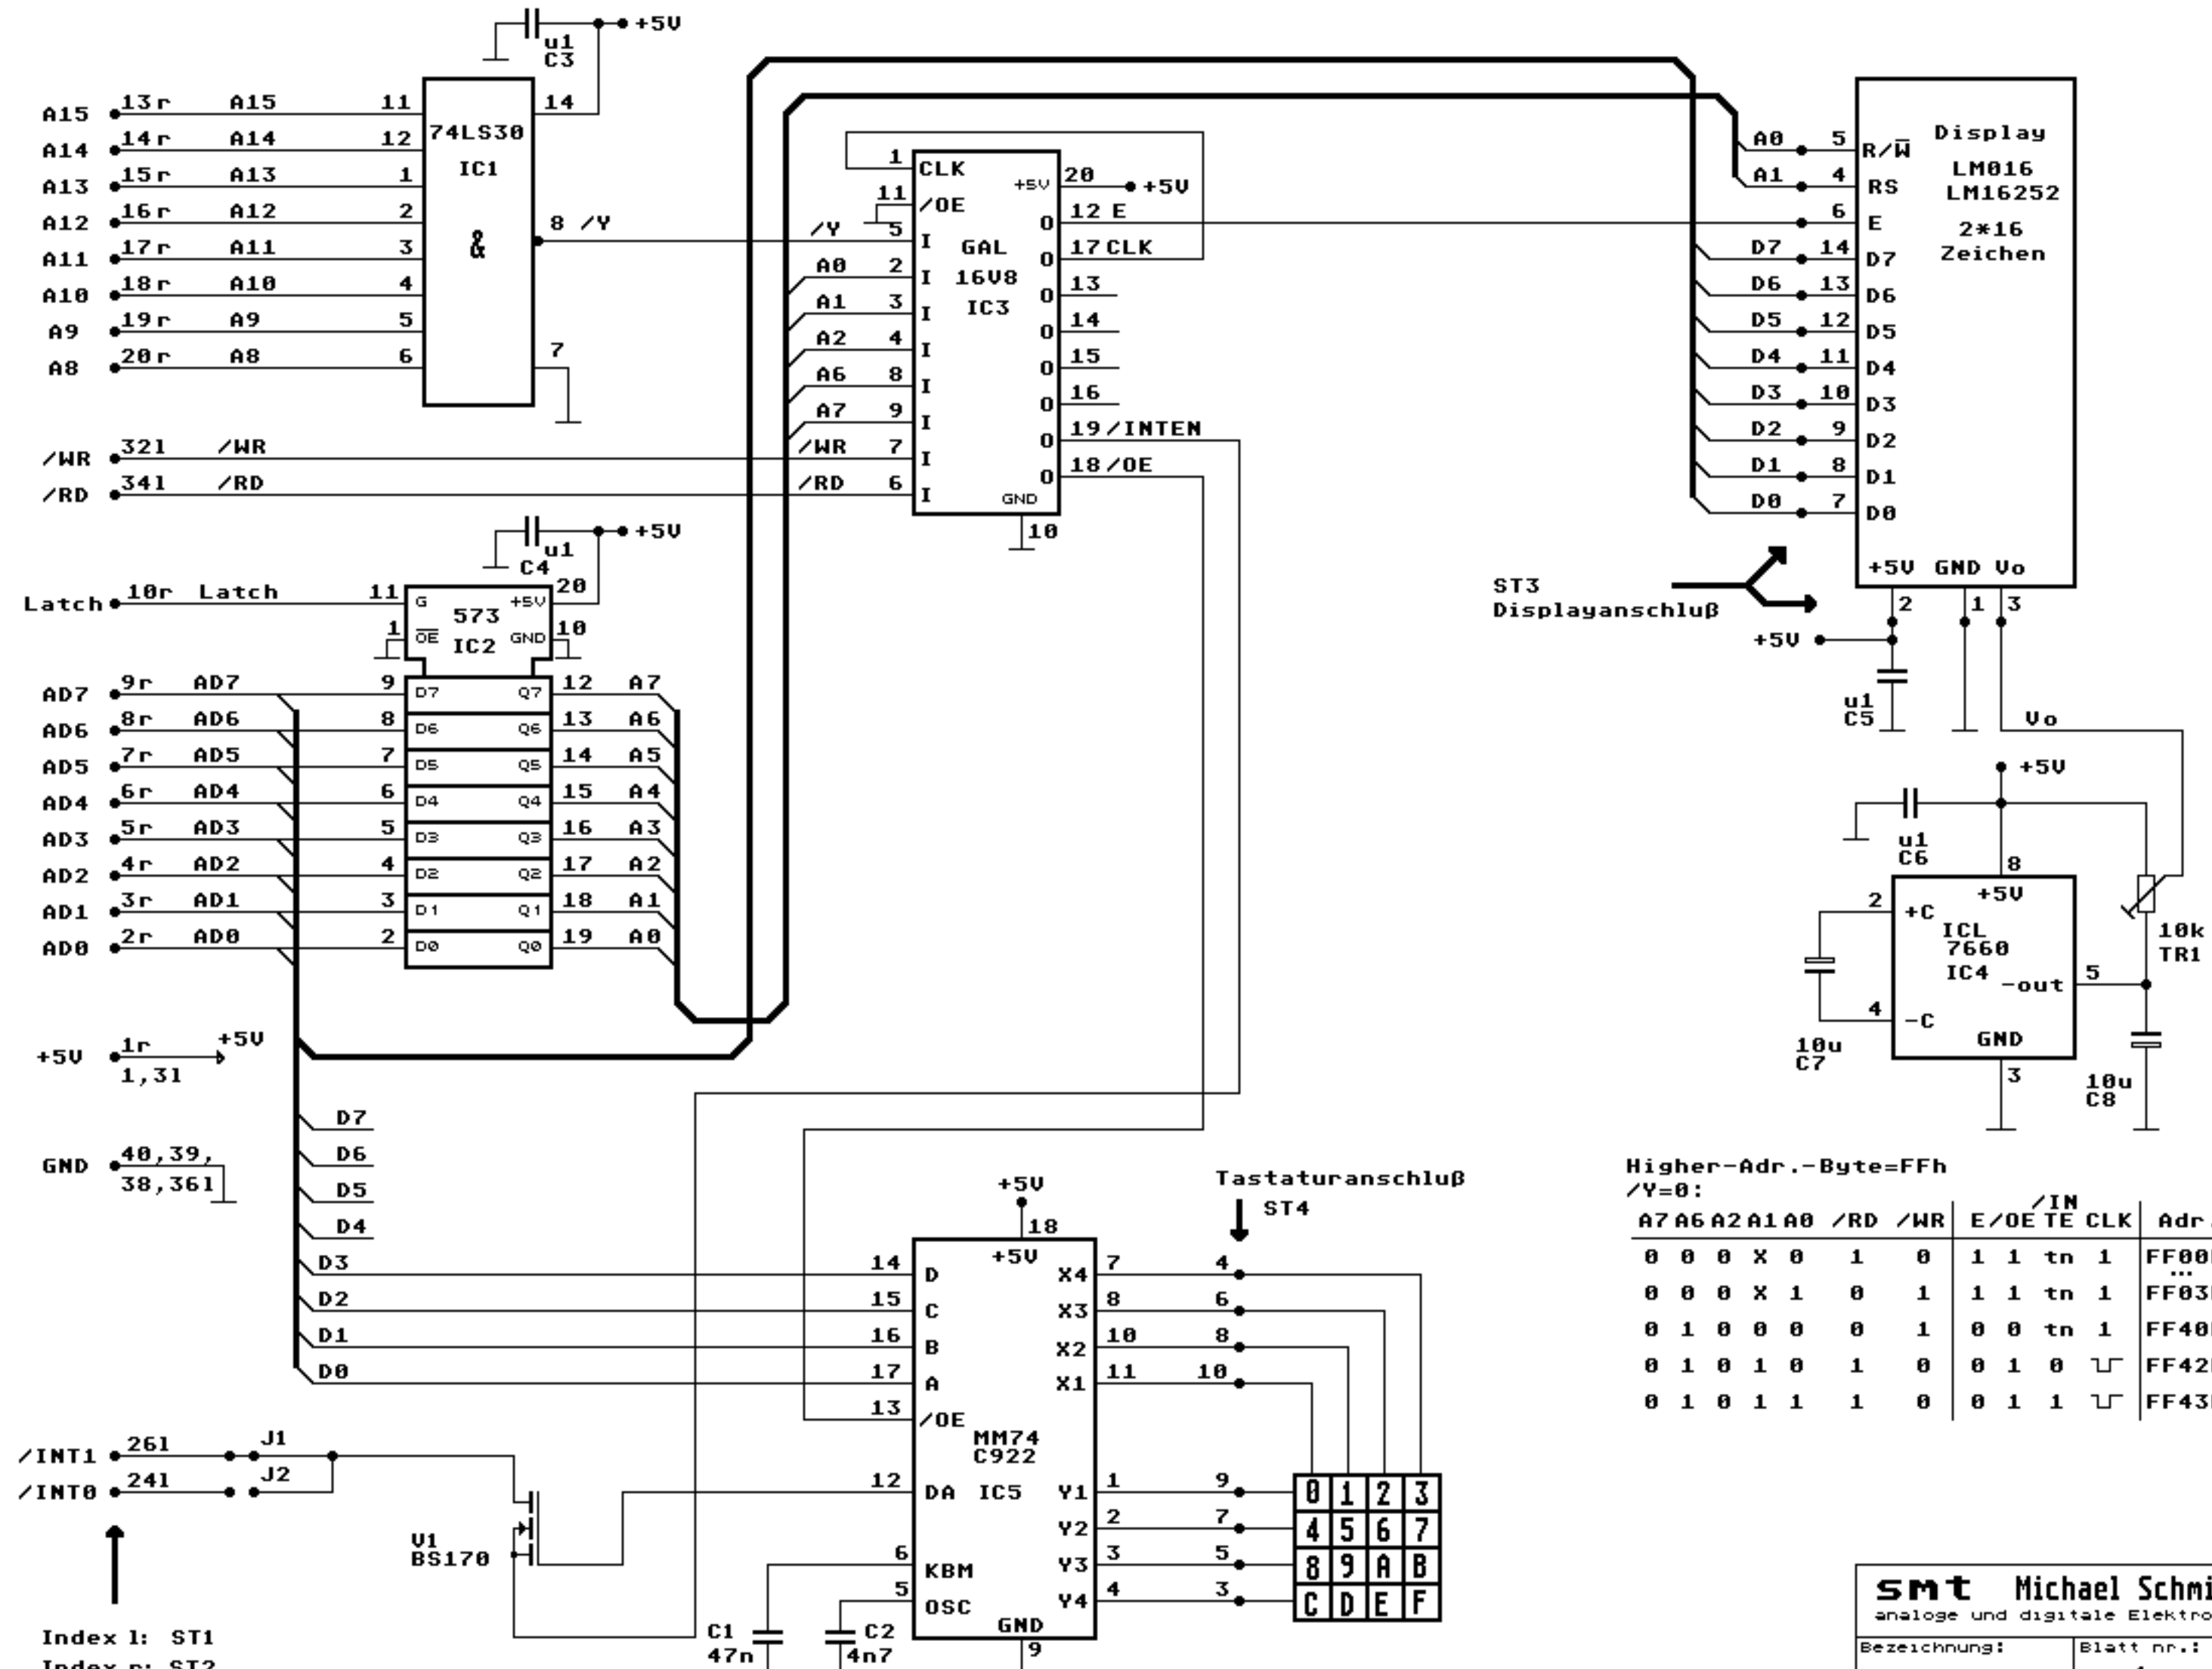 +5V
u1
C3
A15 13r A15 11
A14 14r A14 12
A13 15r A13 1
A12 16r A12 2
A11 17r A11 3
A10 18r A10 4
A9 19r A9 5
A8 20r A8 6
74LS30
IC1
&
14
8 /Y
7
/WR 32l /WR
/RD 34l /RD
1 CLK
11 /OE
/Y 5 I
A0 2 I
A1 3 I
A2 4 I
A6 8 I
A7 9 I
/WR 7 I
/RD 6 I
GAL
16V8
IC3
+5V 20 +5V
O 12 E
O 17 CLK
O 13
O 14
O 15
O 16
O 19 /INTEN
O 18 /OE
GND
10
A0 5 R/W̅
A1 4 RS
6 E
D7 14 D7
D6 13 D6
D5 12 D5
D4 11 D4
D3 10 D3
D2 9 D2
D1 8 D1
D0 7 D0
Display
LM016
LM16252
2*16
Zeichen
+5V GND Vo
2 1 3
+5V
u1
C5
Vo
ST3
Displayanschluß
+5V
u1
C4
Latch 10r Latch 11 G
573
IC2
+5V 20
1 O̅E̅
GND 10
AD7 9r AD7 9 D7 Q7 12 A7
AD6 8r AD6 8 D6 Q6 13 A6
AD5 7r AD5 7 D5 Q5 14 A5
AD4 6r AD4 6 D4 Q4 15 A4
AD3 5r AD3 5 D3 Q3 16 A3
AD2 4r AD2 4 D2 Q2 17 A2
AD1 3r AD1 3 D1 Q1 18 A1
AD0 2r AD0 2 D0 Q0 19 A0
+5V 1r +5V
1,3l
GND 40,39,
38,36l
+5V
u1
C6
8
+5V
2 +C
ICL
7660
IC4
-out 5
4 -C
GND
3
10u
C7
10k
TR1
10u
C8
D7
D6
D5
D4
D3 14 D
D2 15 C
D1 16 B
D0 17 A
13 /OE
12 DA
6 KBM
5 OSC
+5V
18
+5V
MM74
C922
IC5
GND
9
X4 7 4
X3 8 6
X2 10 8
X1 11 10
Y1 1 9
Y2 2 7
Y3 3 5
Y4 4 3
Tastaturanschluß
ST4
0 1 2 3
4 5 6 7
8 9 A B
C D E F
/INT1 26l J1
/INT0 24l J2
V1
BS170
C1
47n
C2
4n7
Index l: ST1
Index r: ST2
Higher-Adr.-Byte=FFh
/Y=0:
/IN
A7 A6 A2 A1 A0 /RD /WR E /OE TE CLK Adr.
0 0 0 X 0 1 0 1 1 tn 1 FF00
...
0 0 0 X 1 0 1 1 1 tn 1 FF03
0 1 0 0 0 0 1 0 0 tn 1 FF40
0 1 0 1 0 1 0 0 1 0 FF42
0 1 0 1 1 1 0 0 1 1 FF43
smt Michael Schmi
analoge und digitale Elektro
Bezeichnung: Blatt nr.: